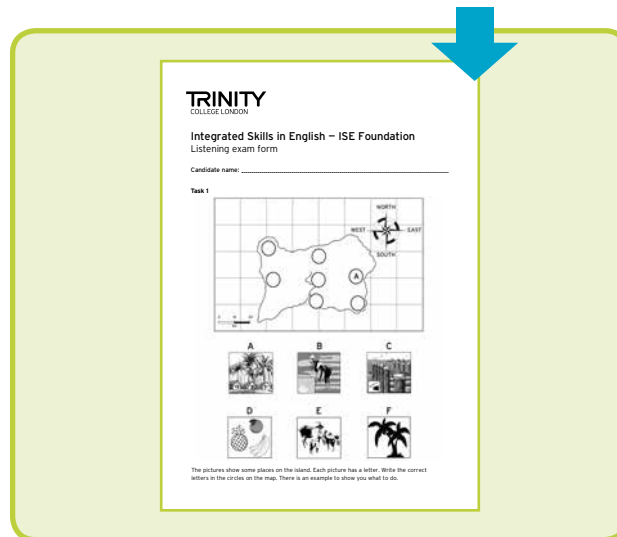 TRINITY
COLLEGE LONDON
Integrated Skills in English — ISE Foundation
Listening exam form
Candidate name:
Task 1
NORTH
WEST EAST
SOUTH
A
A B C
D E F
The pictures show some places on the island. Each picture has a letter. Write the correct
letters in the circles on the map. There is an example to show you what to do.